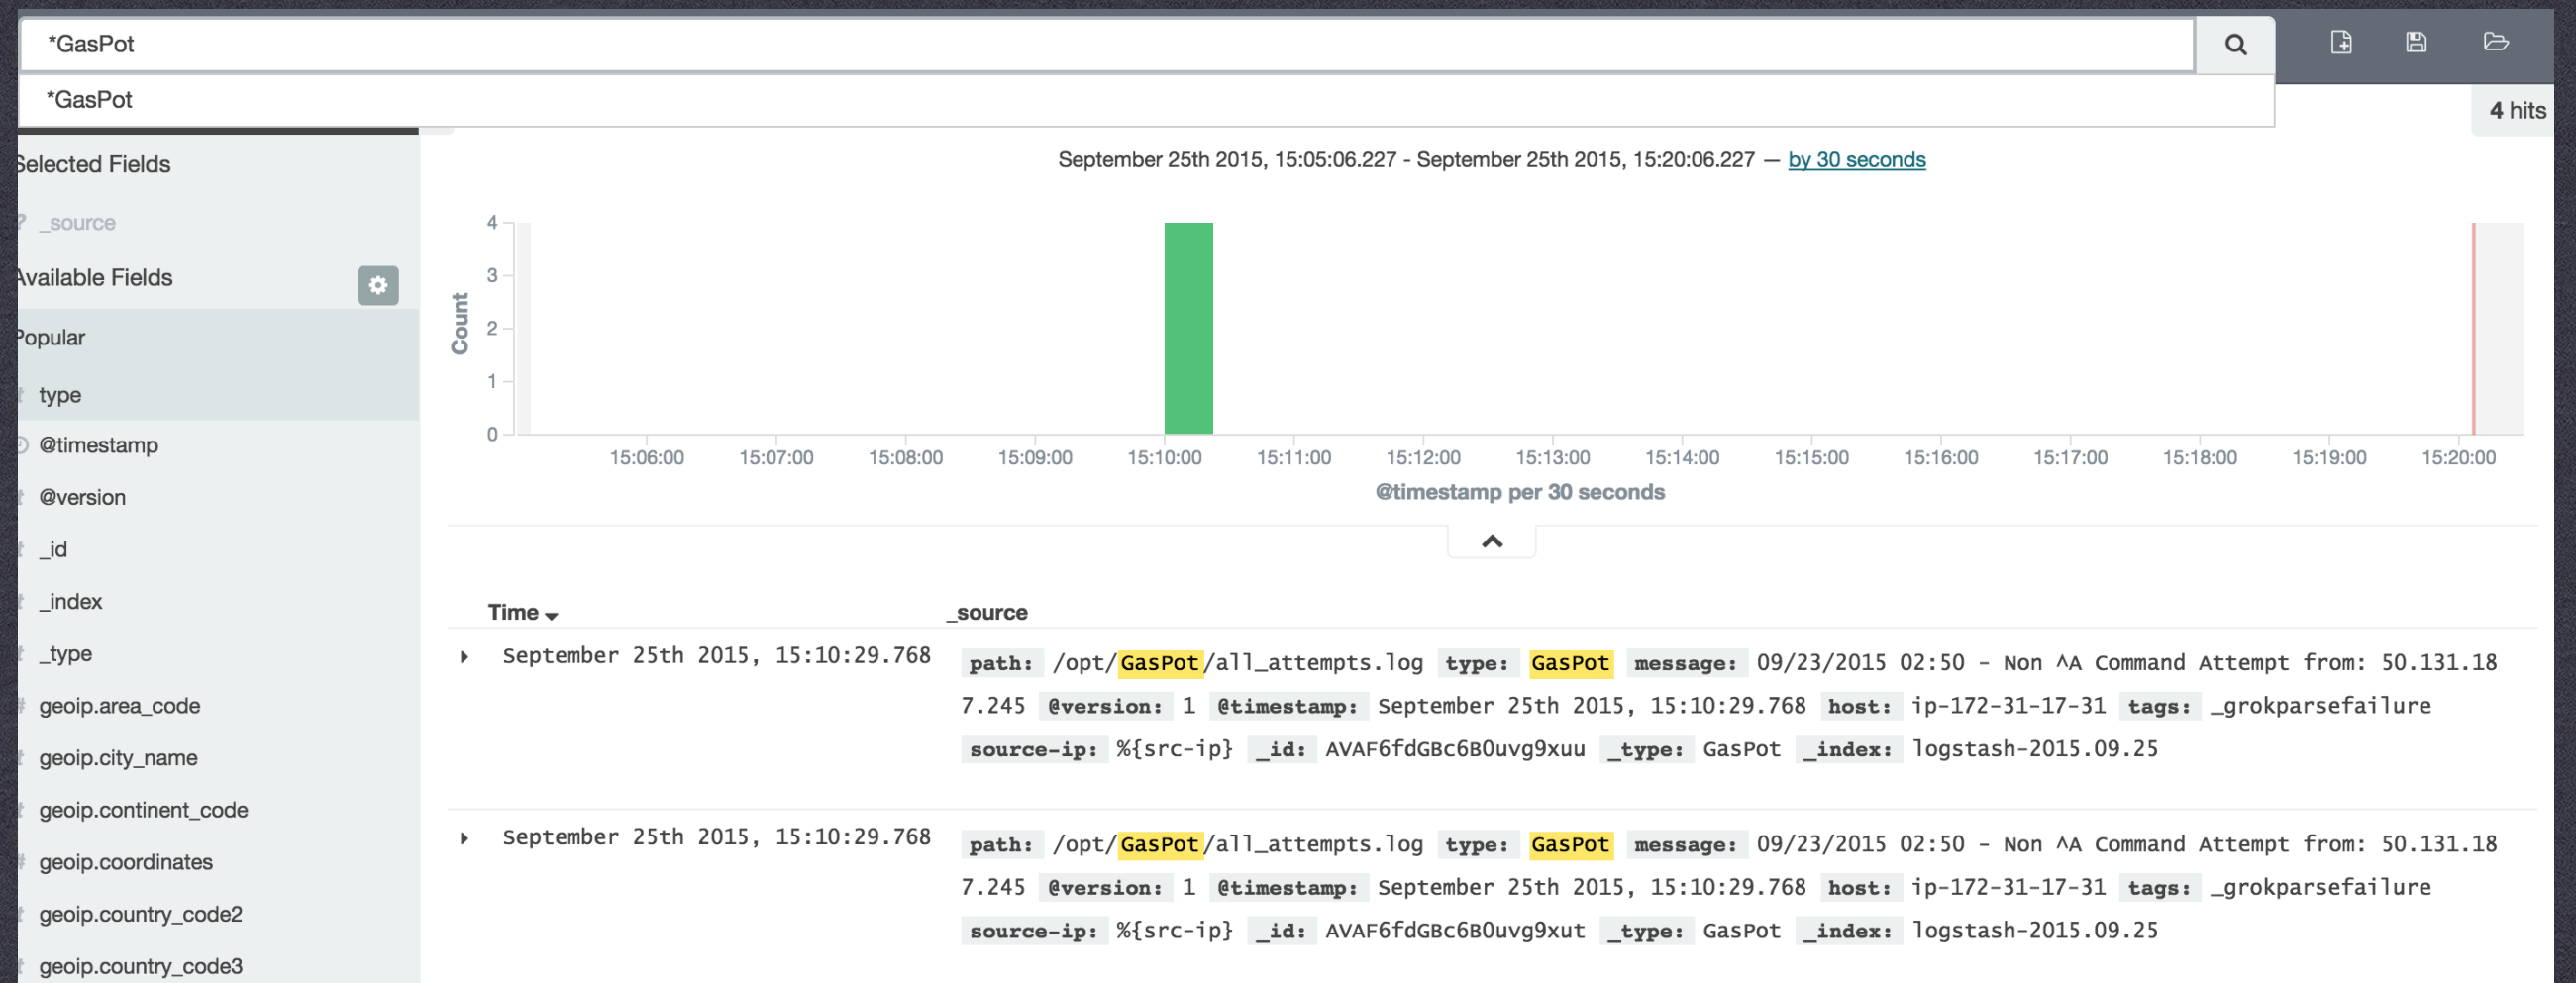 *GasPot
*GasPot
4 hits
Selected Fields
? _source
Available Fields
Popular
t type
@timestamp
t @version
t _id
t _index
t _type
# geoip.area_code
t geoip.city_name
t geoip.continent_code
# geoip.coordinates
t geoip.country_code2
t geoip.country_code3
September 25th 2015, 15:05:06.227 - September 25th 2015, 15:20:06.227 — by 30 seconds
Count
4
3
2
1
0
15:06:00 15:07:00 15:08:00 15:09:00 15:10:00 15:11:00 15:12:00 15:13:00 15:14:00 15:15:00 15:16:00 15:17:00 15:18:00 15:19:00 15:20:00
@timestamp per 30 seconds
Time _source
September 25th 2015, 15:10:29.768 path: /opt/GasPot/all_attempts.log type: GasPot message: 09/23/2015 02:50 - Non ^A Command Attempt from: 50.131.18
7.245 @version: 1 @timestamp: September 25th 2015, 15:10:29.768 host: ip-172-31-17-31 tags: _grokparsefailure
source-ip: %{src-ip} _id: AVAF6fdGBc6B0uvg9xuu _type: GasPot _index: logstash-2015.09.25
September 25th 2015, 15:10:29.768 path: /opt/GasPot/all_attempts.log type: GasPot message: 09/23/2015 02:50 - Non ^A Command Attempt from: 50.131.18
7.245 @version: 1 @timestamp: September 25th 2015, 15:10:29.768 host: ip-172-31-17-31 tags: _grokparsefailure
source-ip: %{src-ip} _id: AVAF6fdGBc6B0uvg9xut _type: GasPot _index: logstash-2015.09.25